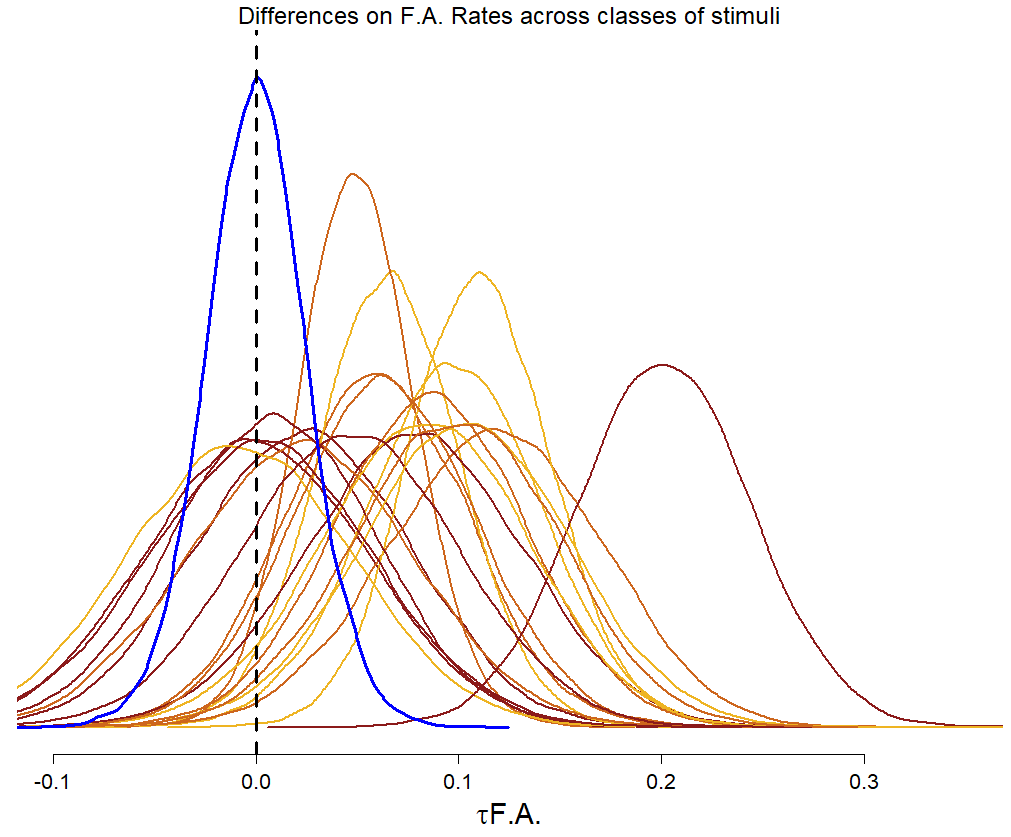 Differences on F.A. Rates across classes of stimuli
-0.1 0.0 0.1 0.2 0.3
τF.A.